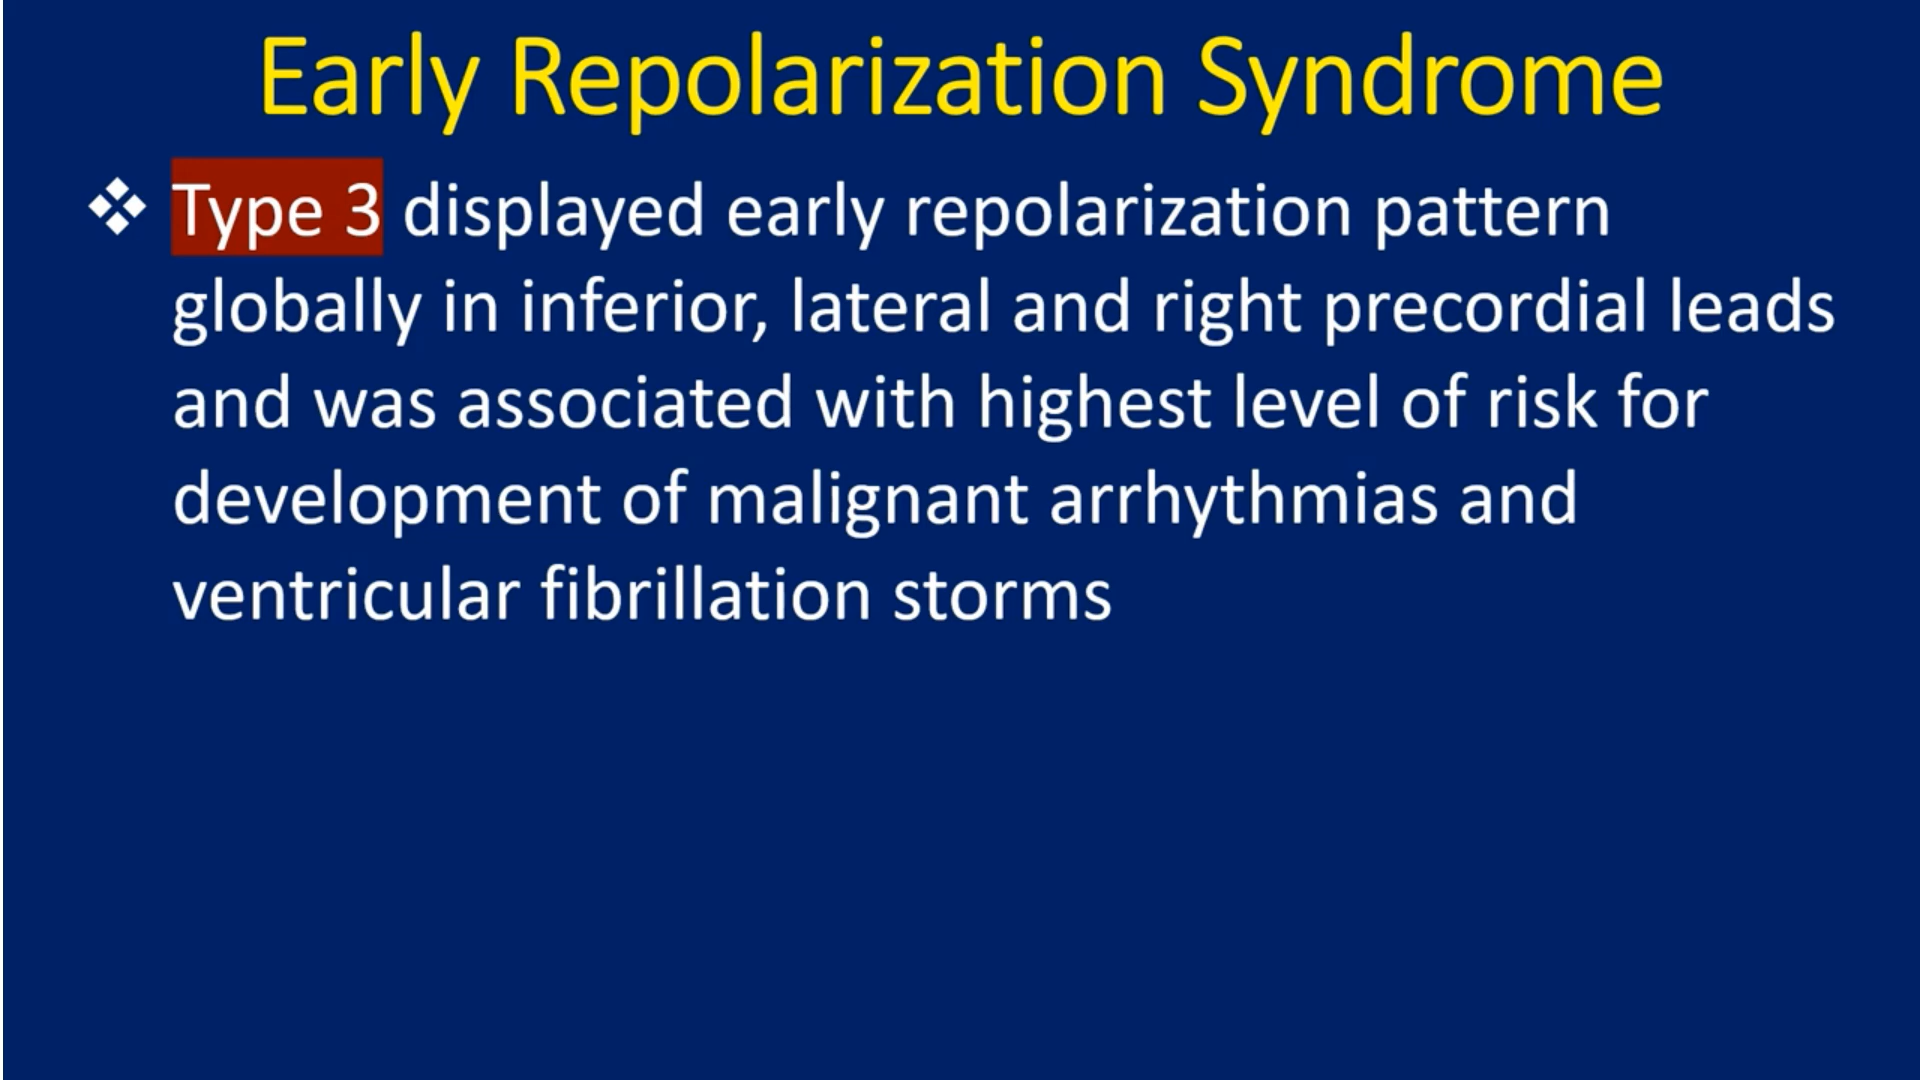 Early Repolarization Syndrome
❖ Type 3 displayed early repolarization pattern
globally in inferior, lateral and right precordial leads
and was associated with highest level of risk for
development of malignant arrhythmias and
ventricular fibrillation storms